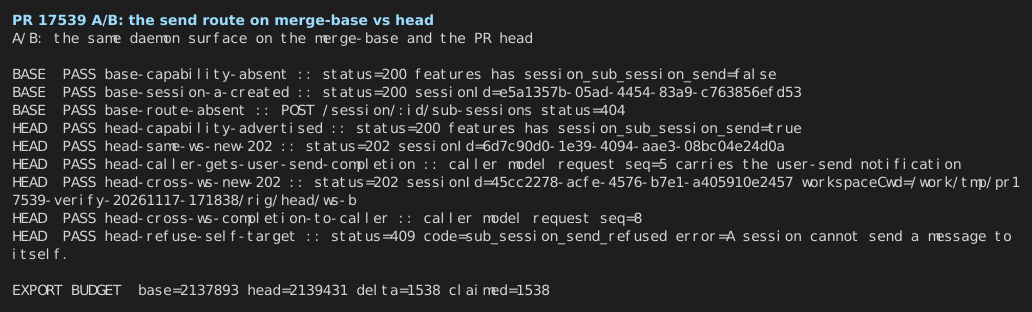 PR 17539 A/B: the send route on merge-base vs head
A/B: the same daemon surface on the merge-base and the PR head
BASE PASS base-capability-absent :: status=200 features has session_sub_session_send=false
BASE PASS base-session-a-created :: status=200 sessionId=e5a1357b-05ad-4454-83a9-c763856efd53
BASE PASS base-route-absent :: POST /session/:id/sub-sessions status=404
HEAD PASS head-capability-advertised :: status=200 features has session_sub_session_send=true
HEAD PASS head-same-ws-new-202 :: status=202 sessionId=6d7c90d0-1e39-4094-aae3-08bc04e24d0a
HEAD PASS head-caller-gets-user-send-completion :: caller model request seq=5 carries the user-send notification
HEAD PASS head-cross-ws-new-202 :: status=202 sessionId=45cc2278-acfe-4576-b7e1-a405910e2457 workspaceCwd=/work/tmp/pr1
7539-verify-20261117-171838/rig/head/ws-b
HEAD PASS head-cross-ws-completion-to-caller :: caller model request seq=8
HEAD PASS head-refuse-self-target :: status=409 code=sub_session_send_refused error=A session cannot send a message to
itself.
EXPORT BUDGET base=2137893 head=2139431 delta=1538 claimed=1538